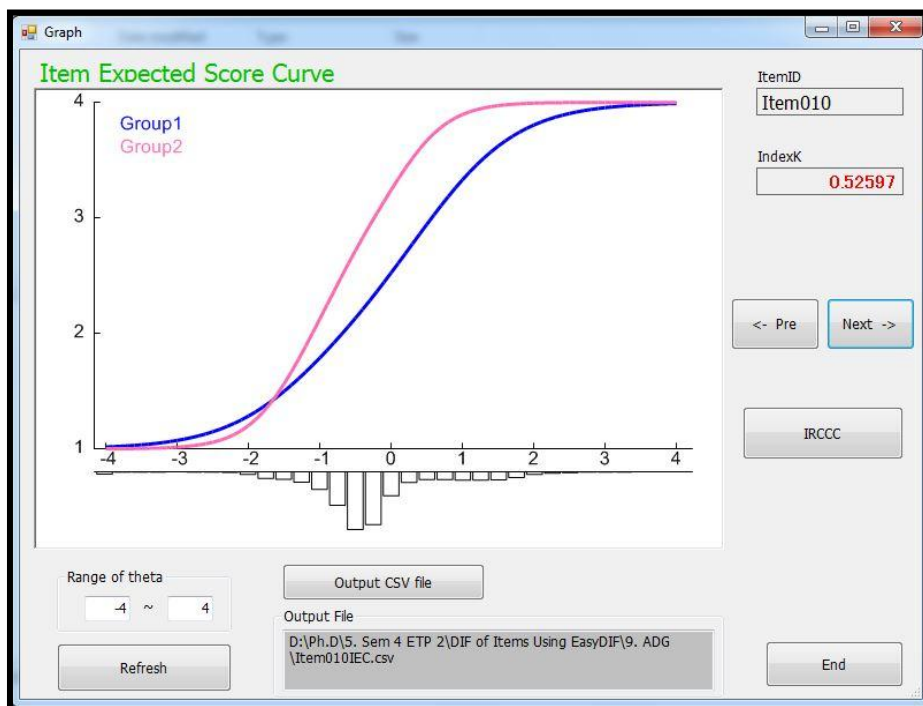 Graph
Item Expected Score Curve
Group1
Group2
4
3
2
1
-4 -3 -2 -1 0 1 2 3 4
ItemID
Item010
IndexK
0.52597
<- Pre Next ->
IRCCC
Range of theta
-4 ~ 4
Refresh
Output CSV file
Output File
D:\Ph.D\5. Sem 4 ETP 2\DIF of Items Using EasyDIF\9. ADG
\Item010IEC.csv
End